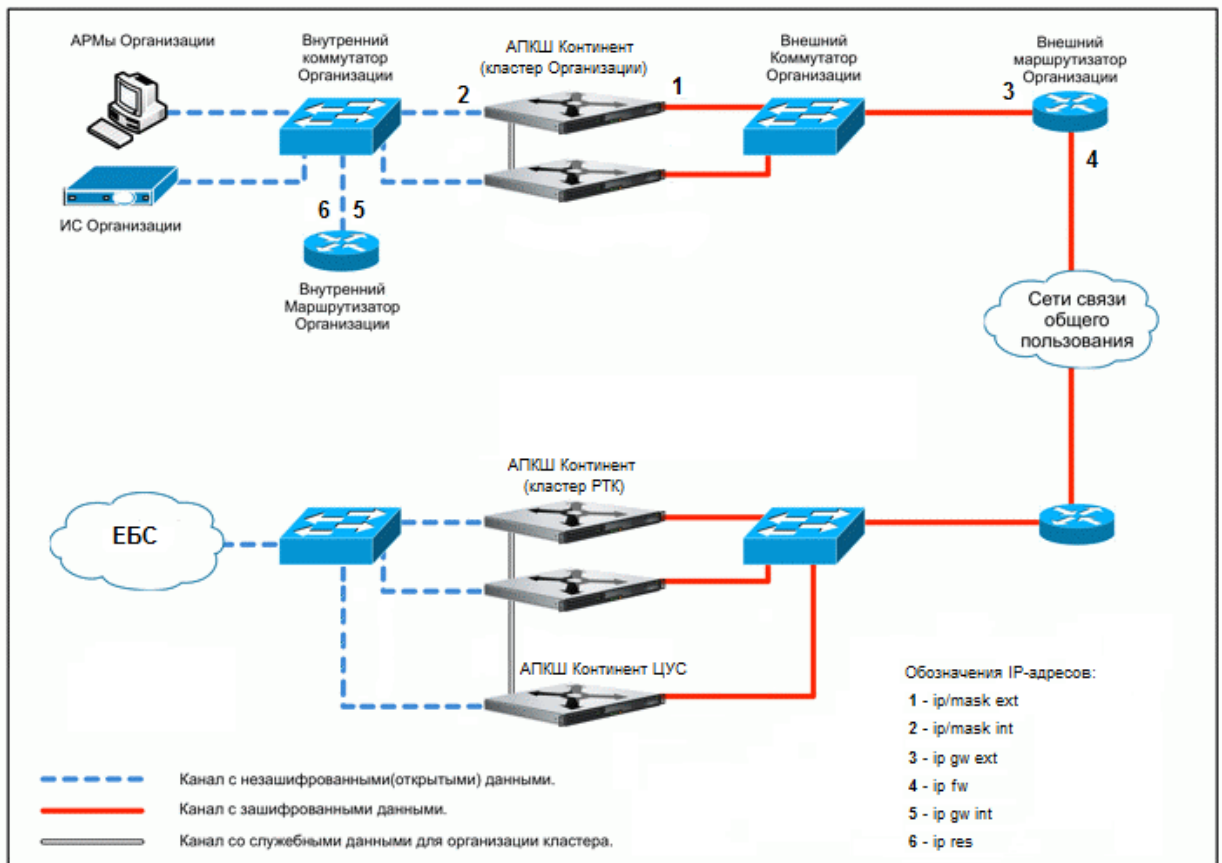 АРМы Организации
Внутренний
коммутатор
Организации
АПКШ Континент
(кластер Организации)
Внешний
Коммутатор
Организации
Внешний
маршрутизатор
Организации
2
1
3
4
ИС Организации
6
5
Внутренний
Маршрутизатор
Организации
Сети связи
общего
пользования
АПКШ Континент
(кластер РТК)
ЕБС
АПКШ Континент ЦУС
Обозначения IP-адресов:
1 - ip/mask ext
2 - ip/mask int
3 - ip gw ext
4 - ip fw
5 - ip gw int
6 - ip res
Канал с незашифрованными(открытыми) данными.
Канал с зашифрованными данными.
Канал со служебными данными для организации кластера.